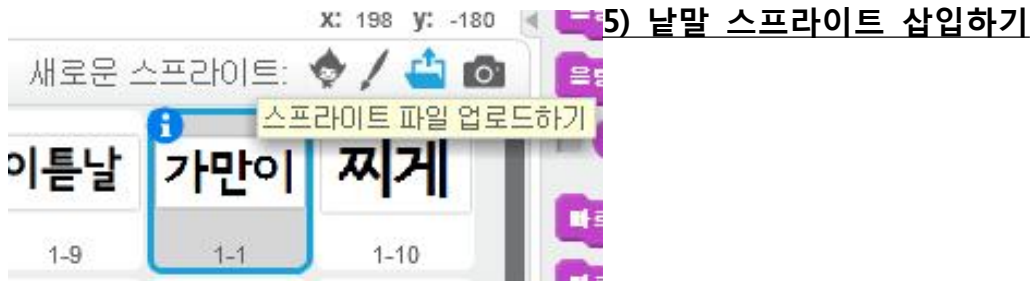 x: 198 y: -180
5) 낱말 스프라이트 삽입하기
새로운 스프라이트:
스프라이트 파일 업로드하기
이튿날 가만이 찌게
1-9 1-1 1-10